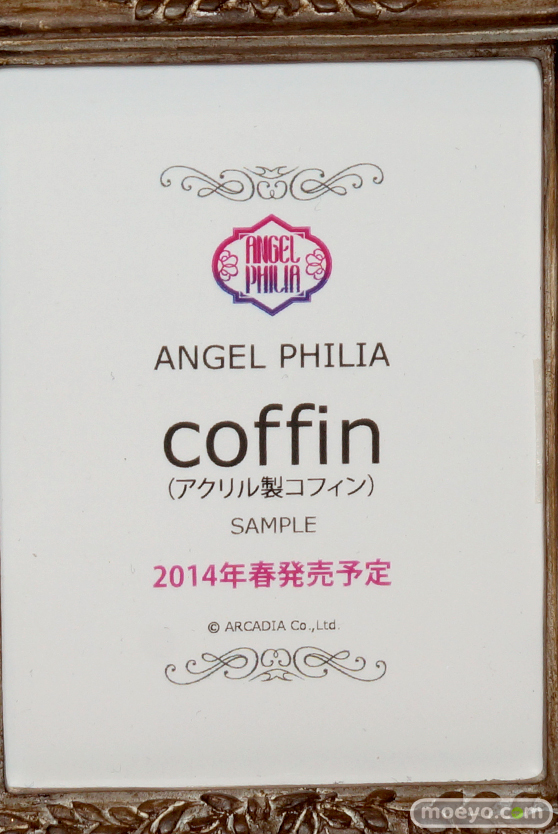 ANGEL
PHILIA
ANGEL PHILIA
coffin
（アクリル製コフィン）
SAMPLE
2014年春発売予定
© ARCADIA Co.,Ltd.
moeyo.com